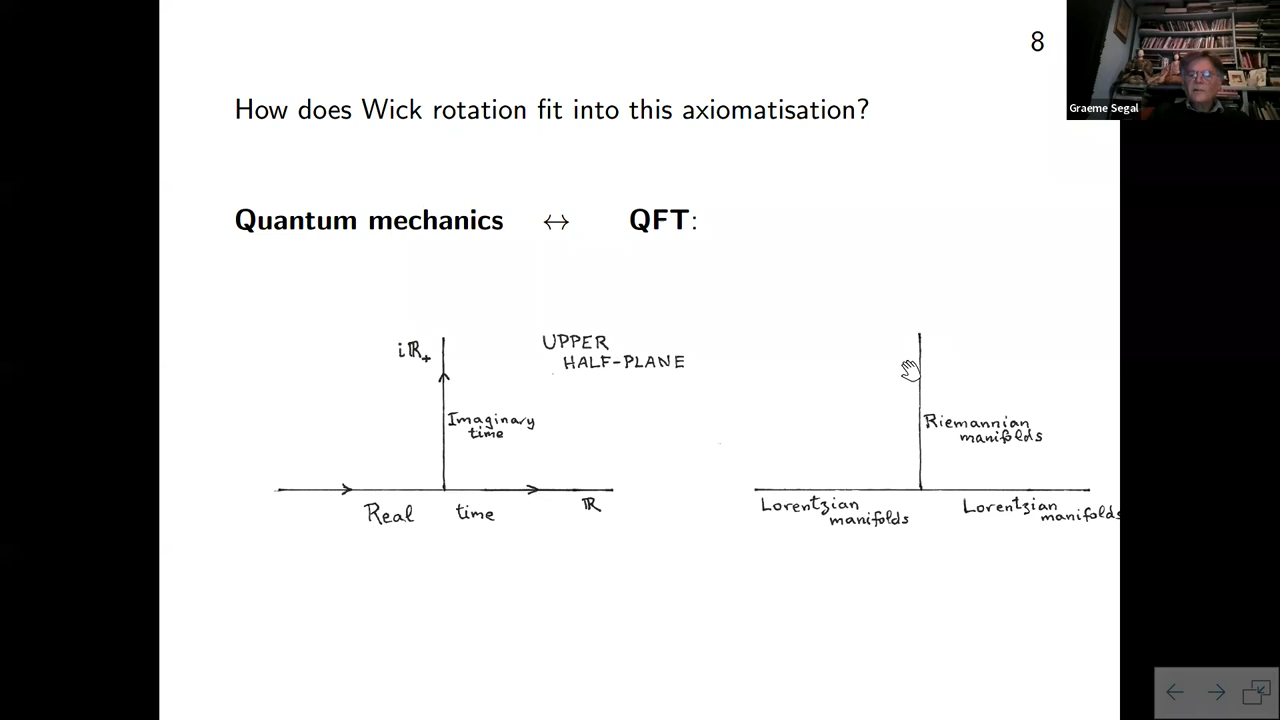 8
Graeme Segal
How does Wick rotation fit into this axiomatisation?
Quantum mechanics ↔ QFT:
iℝ₊
UPPER
HALF-PLANE
Imaginary
time
Riemannian
manifolds
Real time ℝ
Lorentzian
manifolds
Lorentzian
manifolds